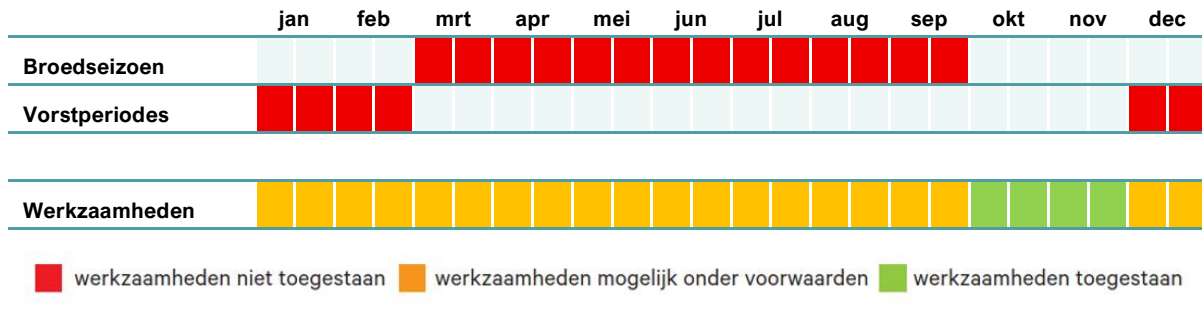 jan feb mrt apr mei jun jul aug sep okt nov dec
Broedseizoen
Vorstperiodes
Werkzaamheden
werkzaamheden niet toegestaan werkzaamheden mogelijk onder voorwaarden werkzaamheden toegestaan